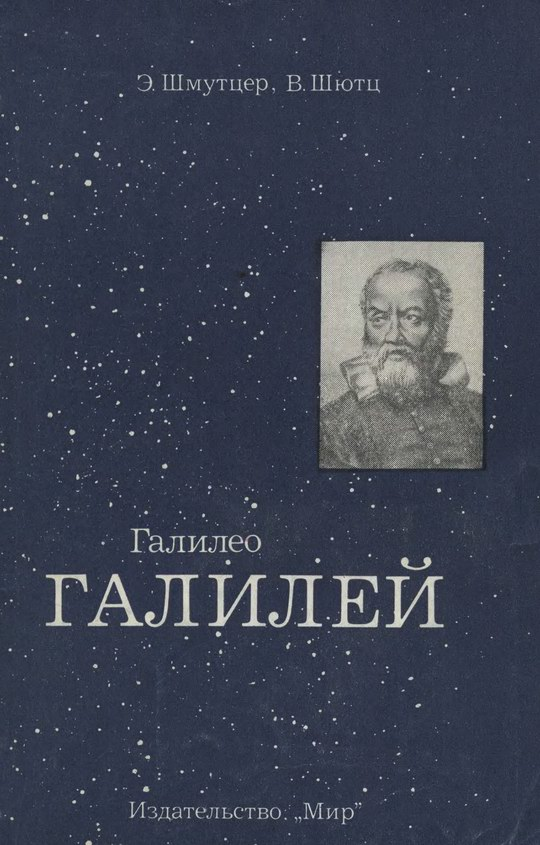 Э. Шмутцер, В. Шютц
Галилео
ГАЛИЛЕЙ
Издательство „Мир"